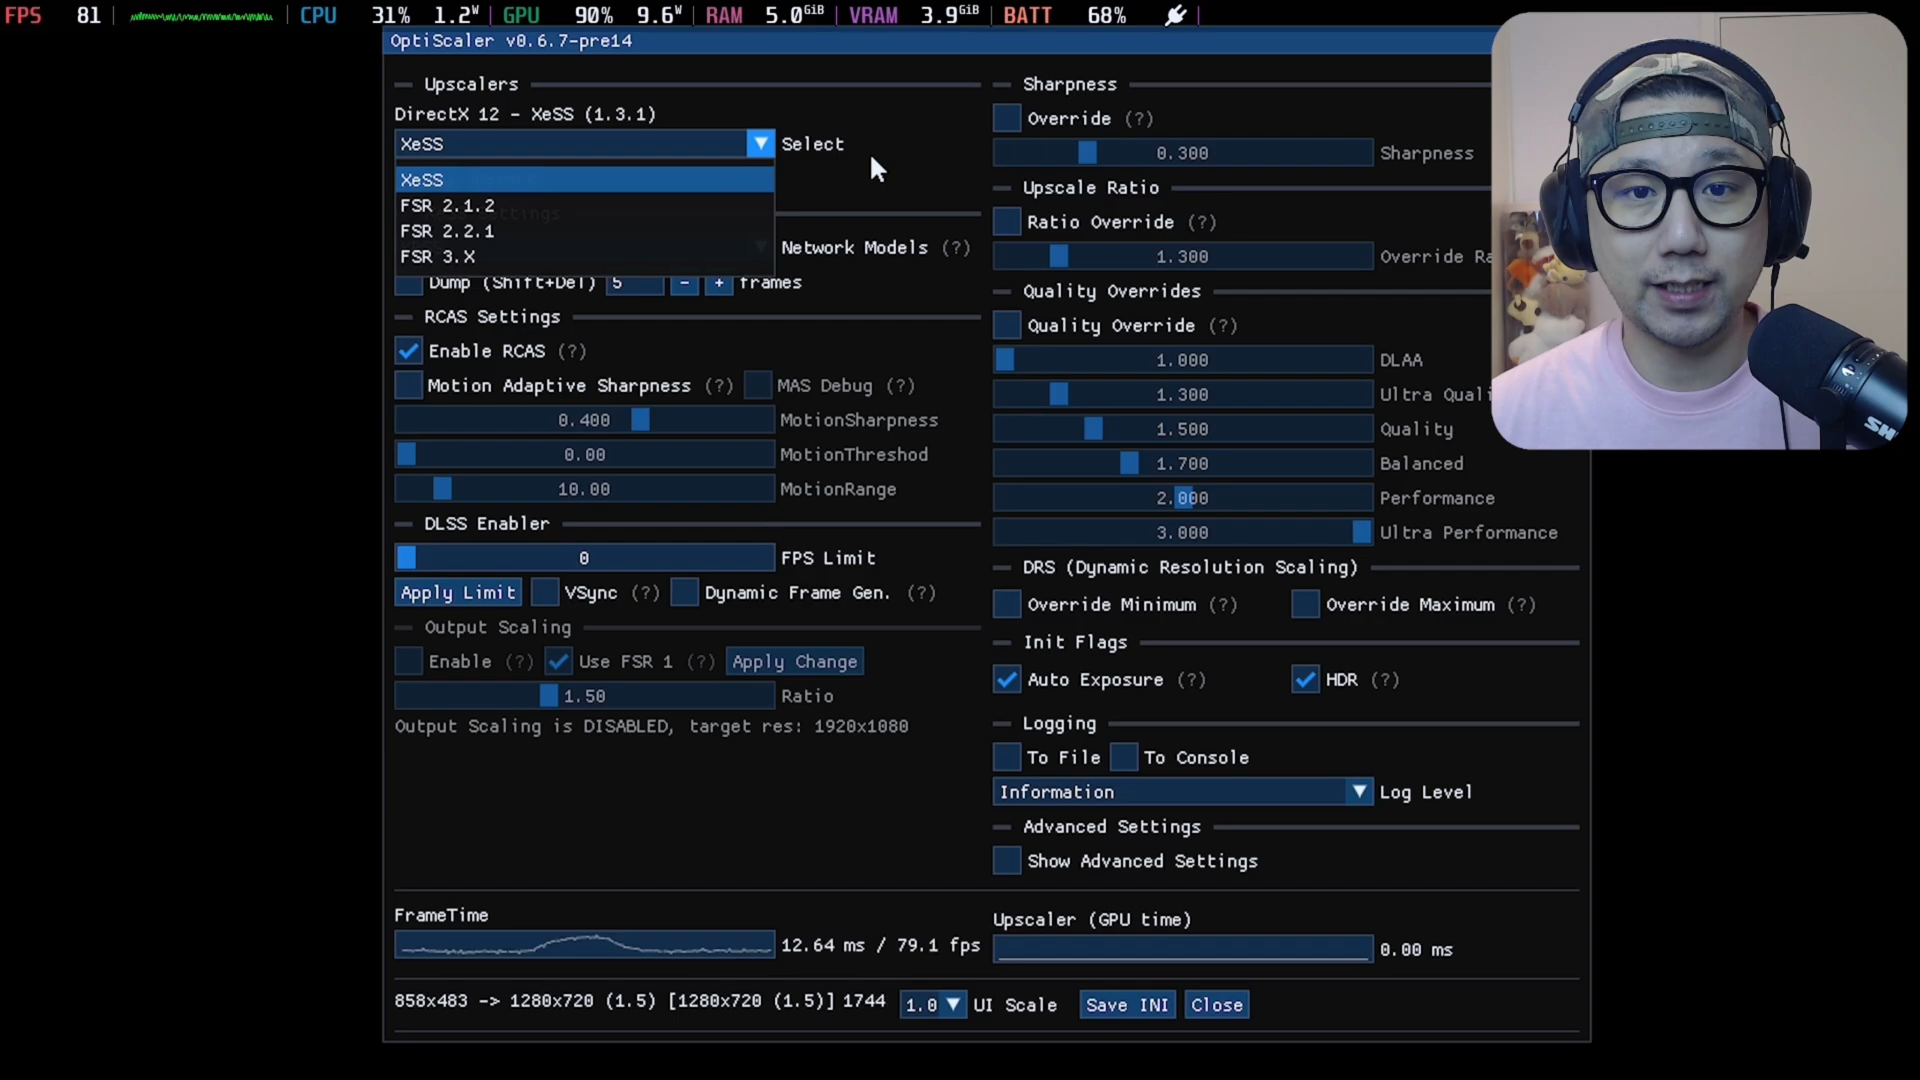 FPS 81 CPU 31% 1.2W GPU 90% 9.6W RAM 5.0GiB VRAM 3.9GiB BATT 68%
OptiScaler v0.6.7-pre14
Upscalers
DirectX 12 - XeSS (1.3.1)
XeSS Select
XeSS
FSR 2.1.2
FSR 2.2.1
FSR 3.X
Network Models (?)
Dump (Shift+Del) 5 - + frames
RCAS Settings
Enable RCAS (?)
Motion Adaptive Sharpness (?) MAS Debug (?)
0.400 MotionSharpness
0.00 MotionThreshod
10.00 MotionRange
DLSS Enabler
0 FPS Limit
Apply Limit VSync (?) Dynamic Frame Gen. (?)
Output Scaling
Enable (?) Use FSR 1 (?) Apply Change
1.50 Ratio
Output Scaling is DISABLED, target res: 1920x1080
Sharpness
Override (?)
0.300 Sharpness
Upscale Ratio
Ratio Override (?)
1.300 Override Ra
Quality Overrides
Quality Override (?)
1.000 DLAA
1.300 Ultra Quali
1.500 Quality
1.700 Balanced
2.000 Performance
3.000 Ultra Performance
DRS (Dynamic Resolution Scaling)
Override Minimum (?) Override Maximum (?)
Init Flags
Auto Exposure (?) HDR (?)
Logging
To File To Console
Information Log Level
Advanced Settings
Show Advanced Settings
FrameTime
12.64 ms / 79.1 fps
Upscaler (GPU time)
0.00 ms
858x483 -> 1280x720 (1.5) [1280x720 (1.5)] 1744 1.0 UI Scale Save INI Close